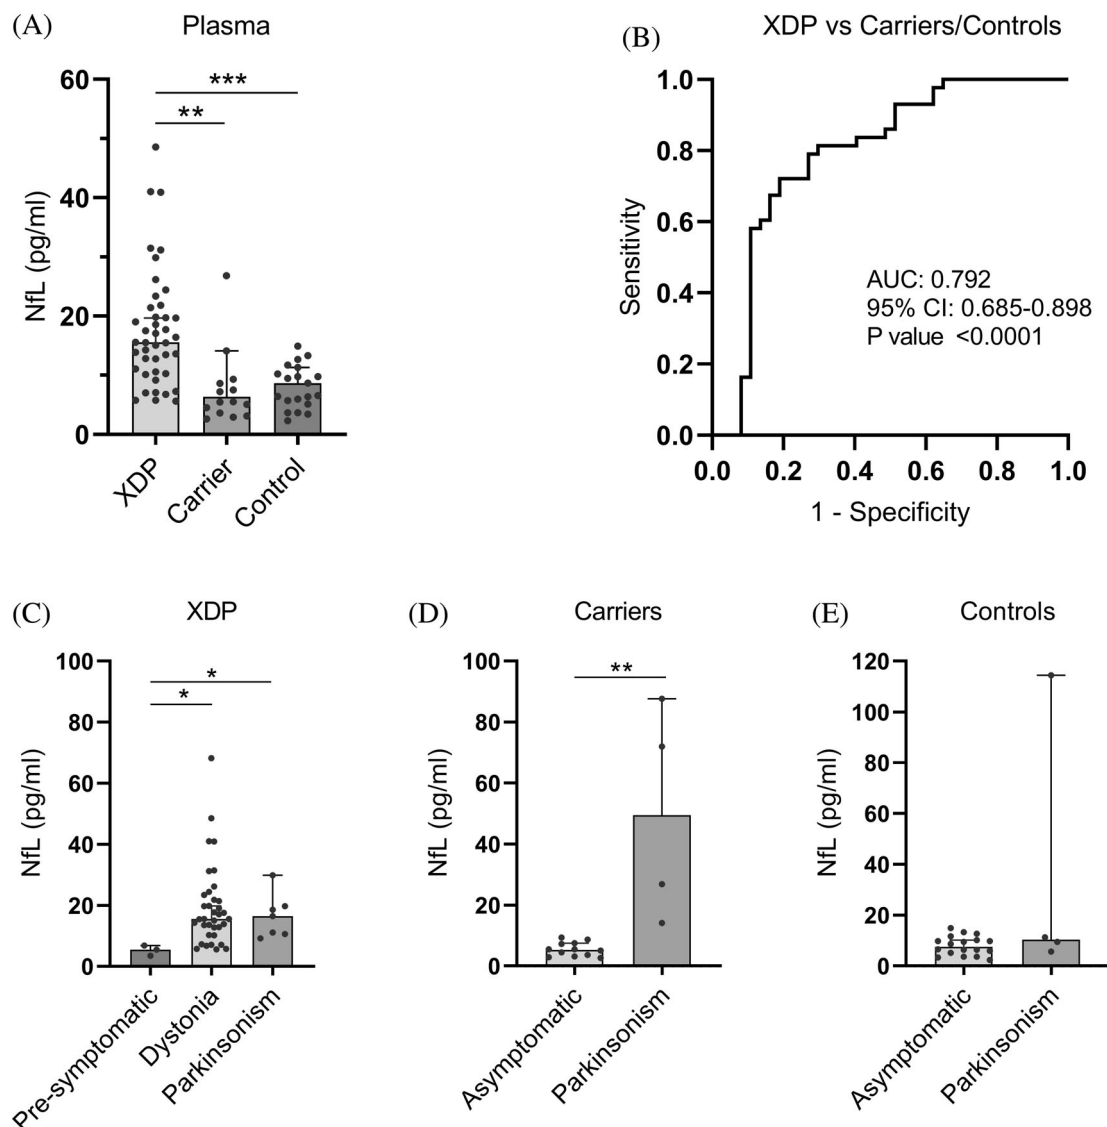 (A)
Plasma
***
**
60
40
20
0
NfL (pg/ml)
XDP
Carrier
Control
(B)
XDP vs Carriers/Controls
1.0
0.8
0.6
0.4
0.2
0.0
Sensitivity
AUC: 0.792
95% CI: 0.685-0.898
P value <0.0001
0.0 0.2 0.4 0.6 0.8 1.0
1 - Specificity
(C)
XDP
*
*
100
80
60
40
20
0
NfL (pg/ml)
Pre-symptomatic
Dystonia
Parkinsonism
(D)
Carriers
**
100
80
60
40
20
0
NfL (pg/ml)
Asymptomatic
Parkinsonism
(E)
Controls
120
100
80
60
40
20
0
NfL (pg/ml)
Asymptomatic
Parkinsonism